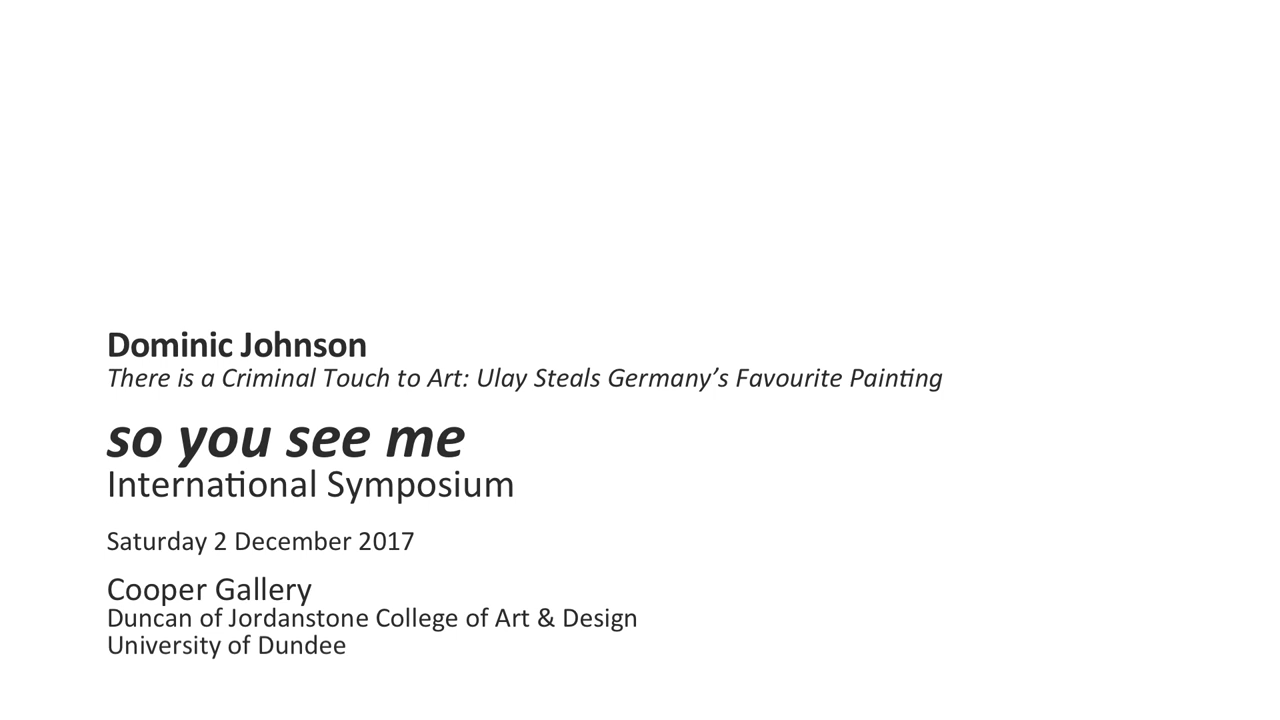 Dominic Johnson
There is a Criminal Touch to Art: Ulay Steals Germany’s Favourite Painting
so you see me
International Symposium
Saturday 2 December 2017
Cooper Gallery
Duncan of Jordanstone College of Art & Design
University of Dundee